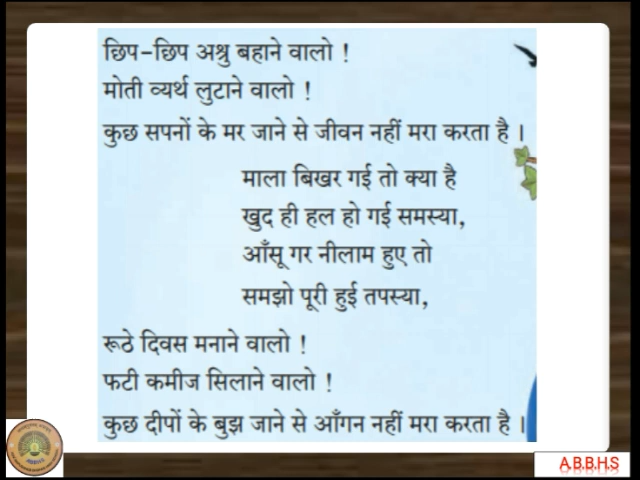 छिप-छिप अश्रु बहाने वालो !
मोती व्यर्थ लुटाने वालो !
कुछ सपनों के मर जाने से जीवन नहीं मरा करता है ।
माला बिखर गई तो क्या है
खुद ही हल हो गई समस्या,
आँसू गर नीलाम हुए तो
समझो पूरी हुई तपस्या,
रूठे दिवस मनाने वालो !
फटी कमीज सिलाने वालो !
कुछ दीपों के बुझ जाने से आँगन नहीं मरा करता है ।
A.B.B.H.S